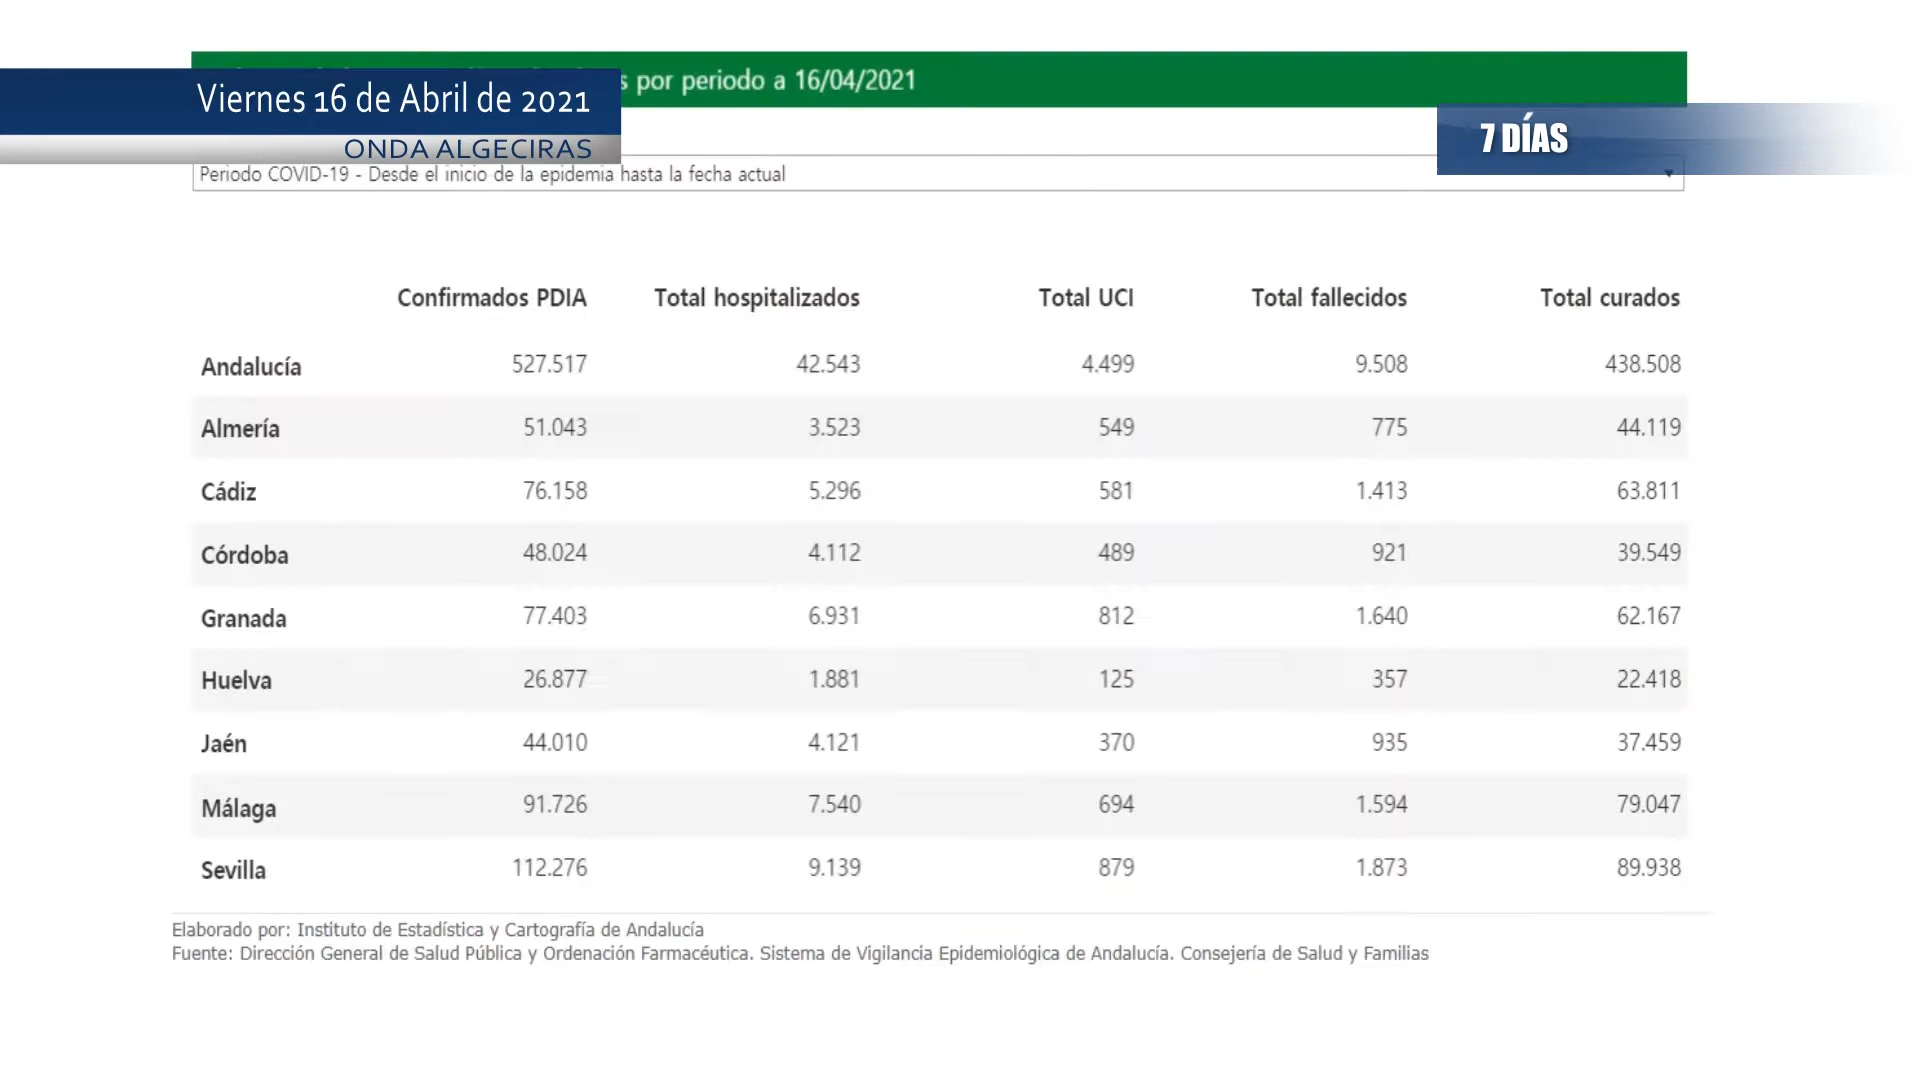 s por periodo a 16/04/2021
Viernes 16 de Abril de 2021
ONDA ALGECIRAS
7 DÍAS
Periodo COVID-19 - Desde el inicio de la epidemia hasta la fecha actual
Confirmados PDIA Total hospitalizados Total UCI Total fallecidos Total curados
Andalucía 527.517 42.543 4.499 9.508 438.508
Almería 51.043 3.523 549 775 44.119
Cádiz 76.158 5.296 581 1.413 63.811
Córdoba 48.024 4.112 489 921 39.549
Granada 77.403 6.931 812 1.640 62.167
Huelva 26.877 1.881 125 357 22.418
Jaén 44.010 4.121 370 935 37.459
Málaga 91.726 7.540 694 1.594 79.047
Sevilla 112.276 9.139 879 1.873 89.938
Elaborado por: Instituto de Estadística y Cartografía de Andalucía
Fuente: Dirección General de Salud Pública y Ordenación Farmacéutica. Sistema de Vigilancia Epidemiológica de Andalucía. Consejería de Salud y Familias